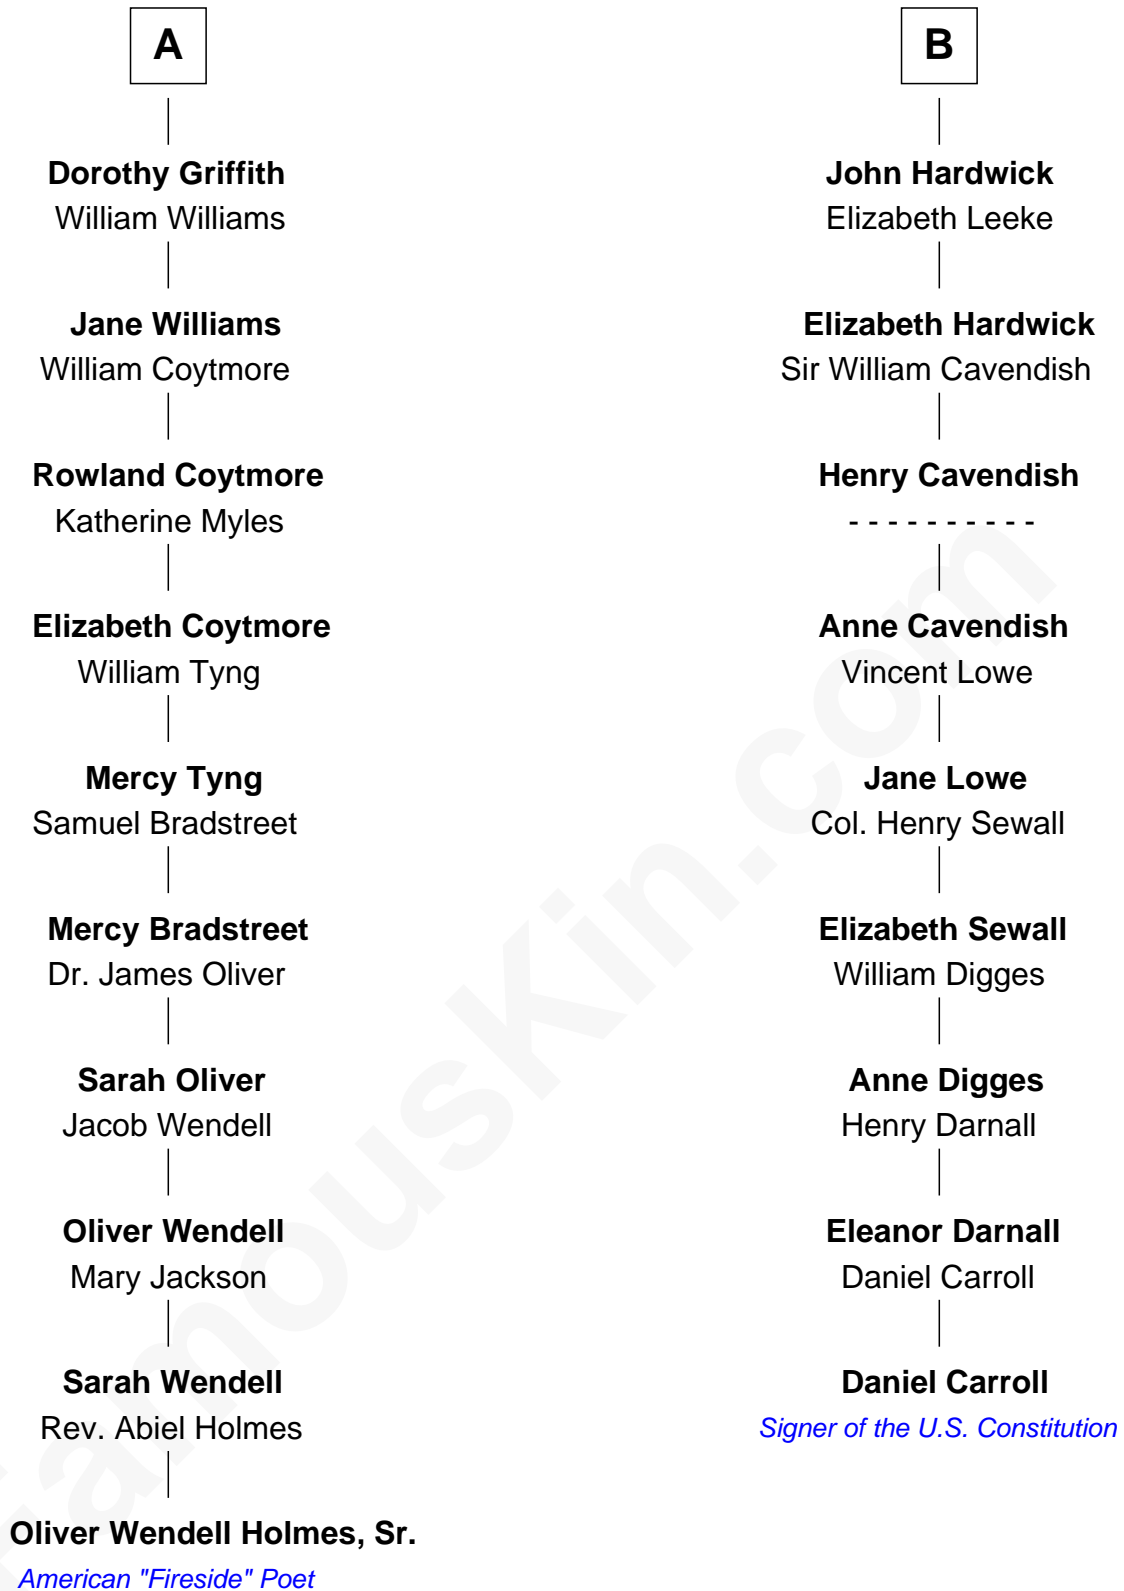 A
Dorothy Griffith
William Williams
Jane Williams
William Coytmore
Rowland Coytmore
Katherine Myles
Elizabeth Coytmore
William Tyng
Mercy Tyng
Samuel Bradstreet
Mercy Bradstreet
Dr. James Oliver
Sarah Oliver
Jacob Wendell
Oliver Wendell
Mary Jackson
Sarah Wendell
Rev. Abiel Holmes
Oliver Wendell Holmes, Sr.
American "Fireside" Poet
B
John Hardwick
Elizabeth Leeke
Elizabeth Hardwick
Sir William Cavendish
Henry Cavendish
- - - - - - - - - -
Anne Cavendish
Vincent Lowe
Jane Lowe
Col. Henry Sewall
Elizabeth Sewall
William Digges
Anne Digges
Henry Darnall
Eleanor Darnall
Daniel Carroll
Daniel Carroll
Signer of the U.S. Constitution
FamousKin.com